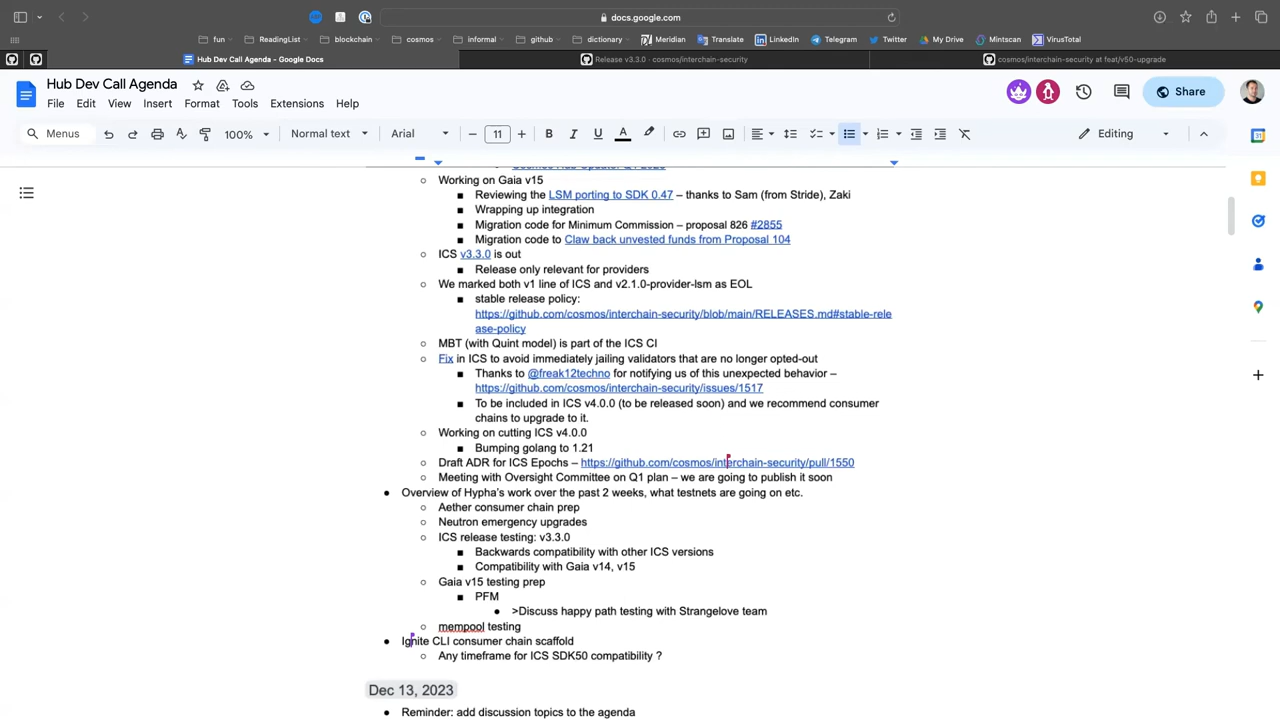 docs.google.com
fun
ReadingList
blockchain
cosmos
informal
github
dictionary
Meridian
Translate
LinkedIn
Telegram
Twitter
My Drive
Mintscan
VirusTotal
Hub Dev Call Agenda - Google Docs
Release v3.3.0 · cosmos/interchain-security
cosmos/interchain-security at feat/v50-upgrade
Hub Dev Call Agenda
File Edit View Insert Format Tools Extensions Help
Share
Menus
100%
Normal text
Arial
11
Editing
Working on Gaia v15
Reviewing the LSM porting to SDK 0.47 – thanks to Sam (from Stride), Zaki
Wrapping up integration
Migration code for Minimum Commission – proposal 826 #2855
Migration code to Claw back unvested funds from Proposal 104
ICS v3.3.0 is out
Release only relevant for providers
We marked both v1 line of ICS and v2.1.0-provider-lsm as EOL
stable release policy:
https://github.com/cosmos/interchain-security/blob/main/RELEASES.md#stable-rele
ase-policy
MBT (with Quint model) is part of the ICS CI
Fix in ICS to avoid immediately jailing validators that are no longer opted-out
Thanks to @freak12techno for notifying us of this unexpected behavior –
https://github.com/cosmos/interchain-security/issues/1517
To be included in ICS v4.0.0 (to be released soon) and we recommend consumer
chains to upgrade to it.
Working on cutting ICS v4.0.0
Bumping golang to 1.21
Draft ADR for ICS Epochs – https://github.com/cosmos/interchain-security/pull/1550
Meeting with Oversight Committee on Q1 plan – we are going to publish it soon
Overview of Hypha's work over the past 2 weeks, what testnets are going on etc.
Aether consumer chain prep
Neutron emergency upgrades
ICS release testing: v3.3.0
Backwards compatibility with other ICS versions
Compatibility with Gaia v14, v15
Gaia v15 testing prep
PFM
>Discuss happy path testing with Strangelove team
mempool testing
Ignite CLI consumer chain scaffold
Any timeframe for ICS SDK50 compatibility ?
Dec 13, 2023
Reminder: add discussion topics to the agenda